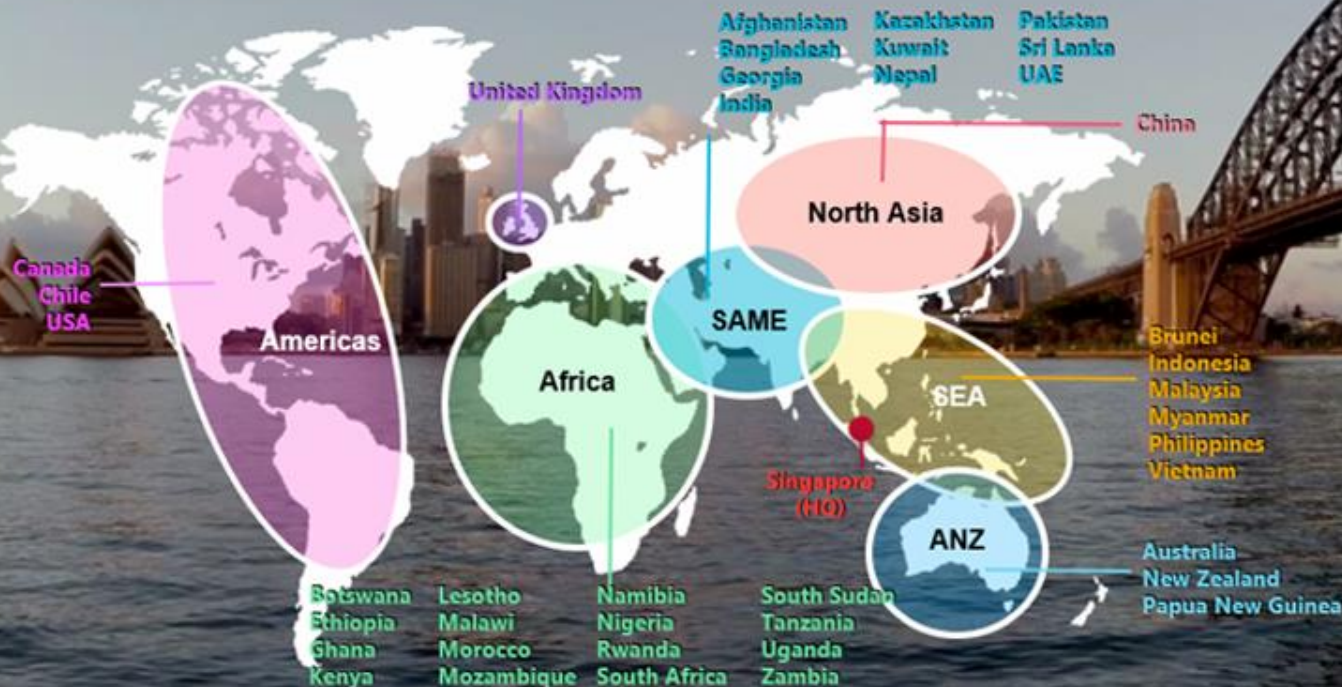 Afghanistan Kazakhstan Pakistan
Bangladesh Kuwait Sri Lanka
Georgia Nepal UAE
India
United Kingdom
China
North Asia
Canada
Chile
USA
Americas
SAME
Africa
SEA
Brunei
Indonesia
Malaysia
Myanmar
Philippines
Vietnam
Singapore
(HQ)
ANZ
Australia
New Zealand
Papua New Guinea
Botswana Lesotho Namibia South Sudan
Ethiopia Malawi Nigeria Tanzania
Ghana Morocco Rwanda Uganda
Kenya Mozambique South Africa Zambia